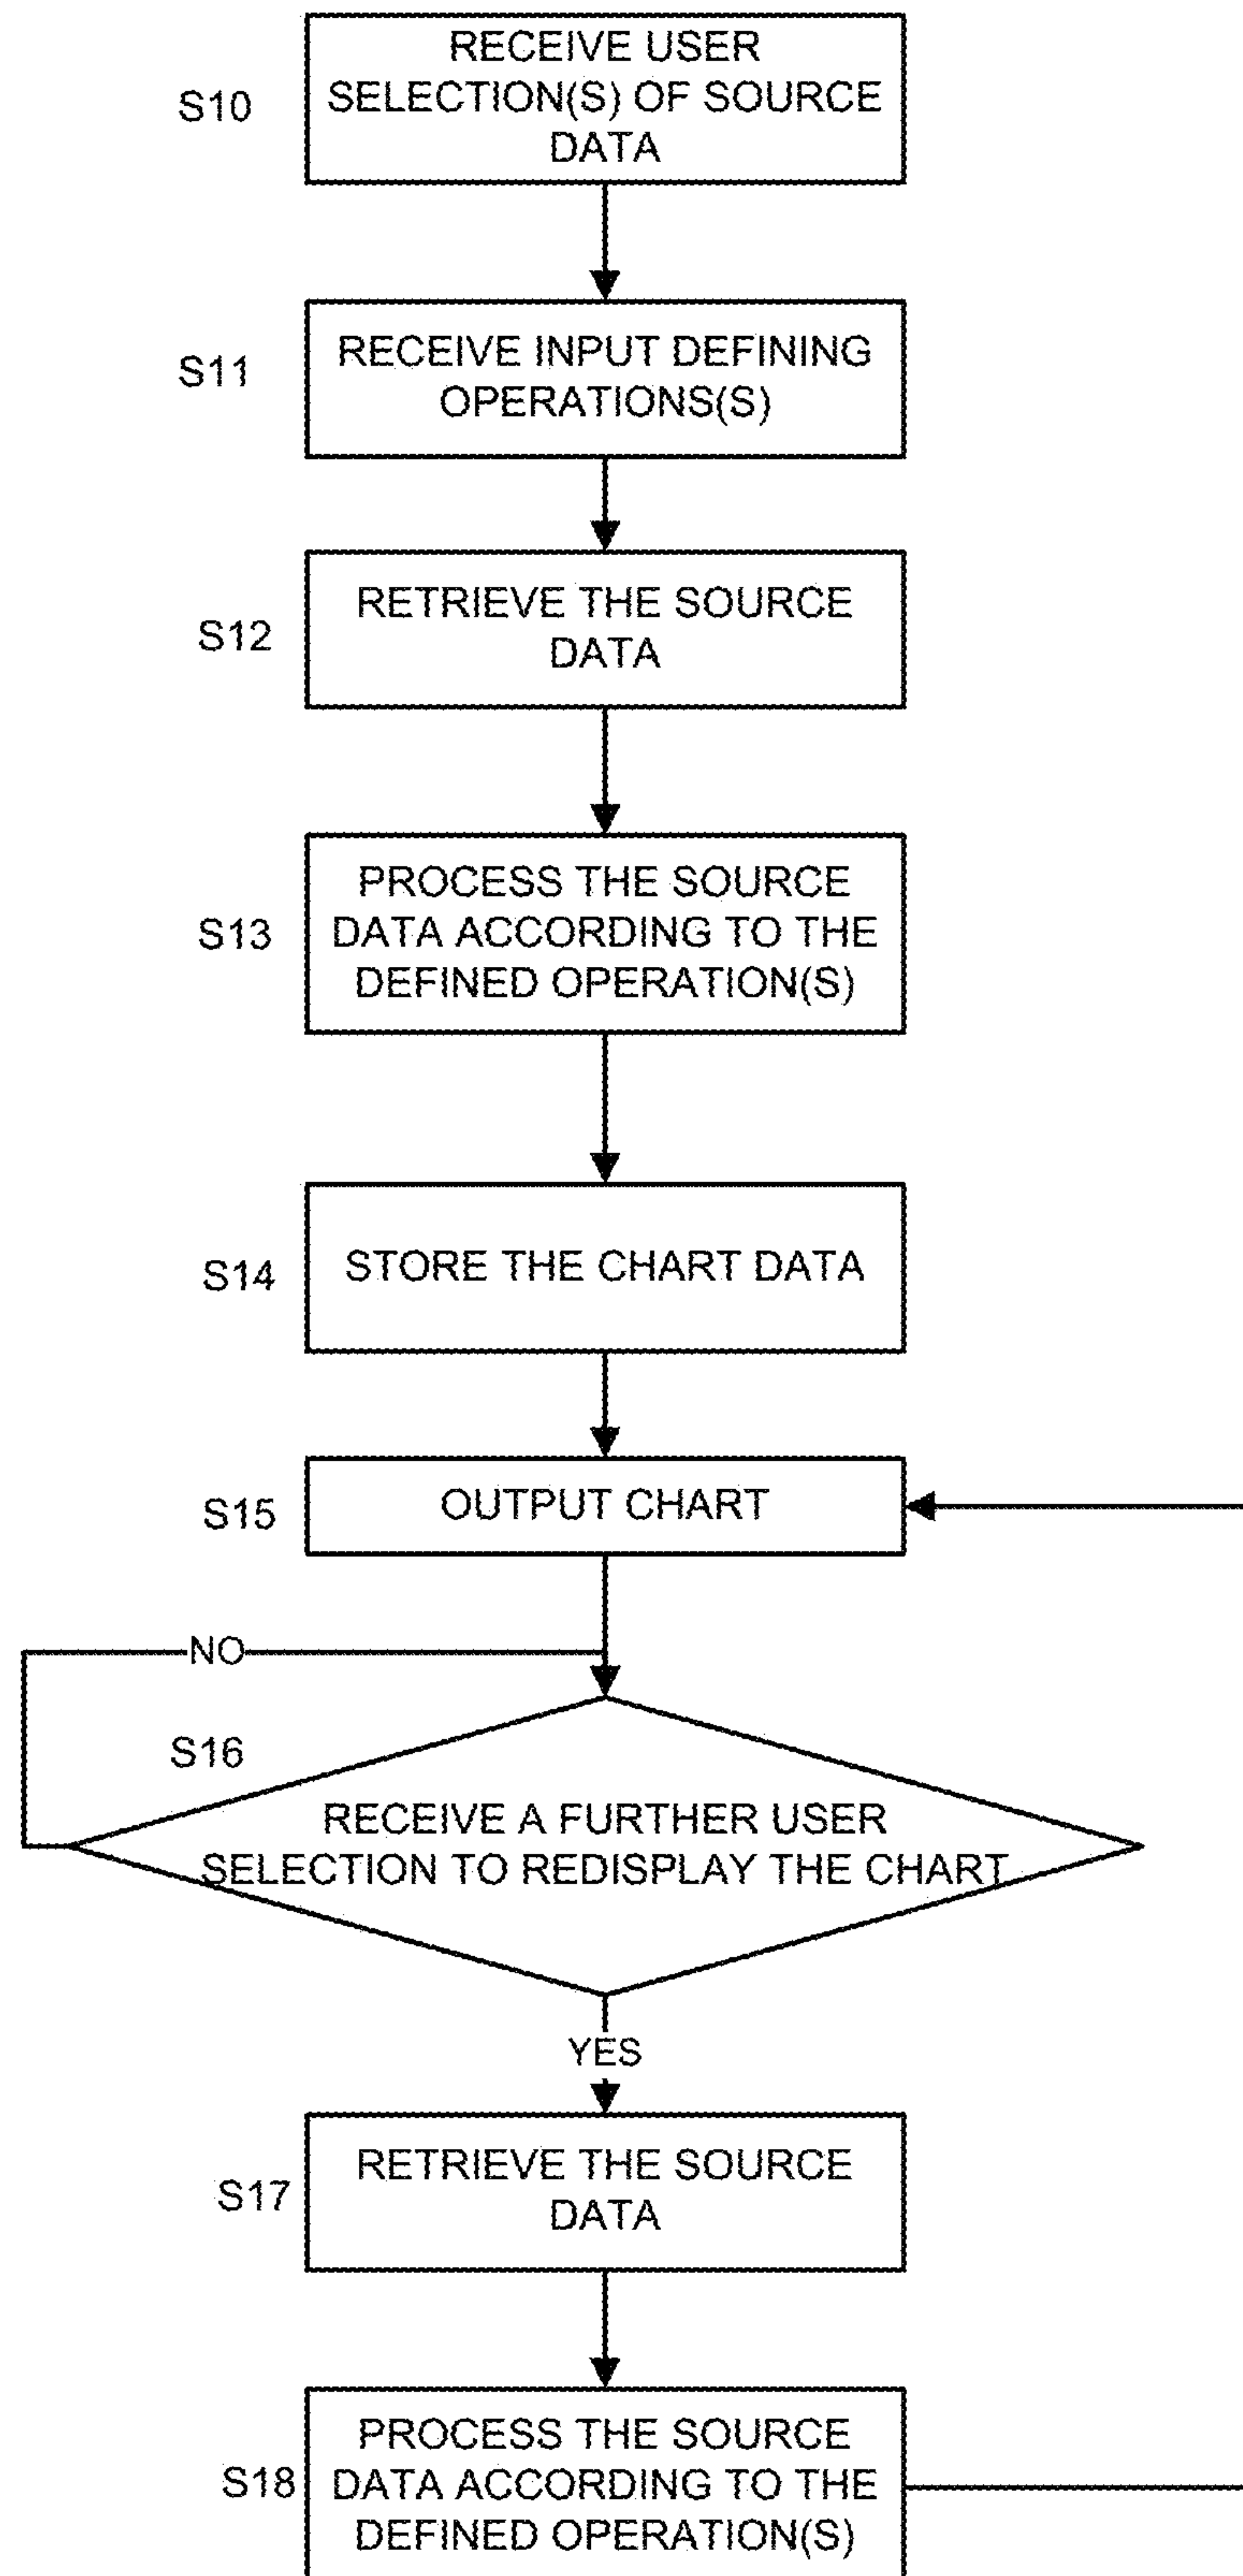 RECEIVE USER
SELECTION(S) OF SOURCE
DATA
S10
RECEIVE INPUT DEFINING
OPERATIONS(S)
S11
RETRIEVE THE SOURCE
DATA
S12
PROCESS THE SOURCE
DATA ACCORDING TO THE
DEFINED OPERATION(S)
S13
STORE THE CHART DATA
S14
OUTPUT CHART
S15
NO
S16
RECEIVE A FURTHER USER
SELECTION TO REDISPLAY THE CHART
YES
RETRIEVE THE SOURCE
DATA
S17
PROCESS THE SOURCE
DATA ACCORDING TO THE
DEFINED OPERATION(S)
S18